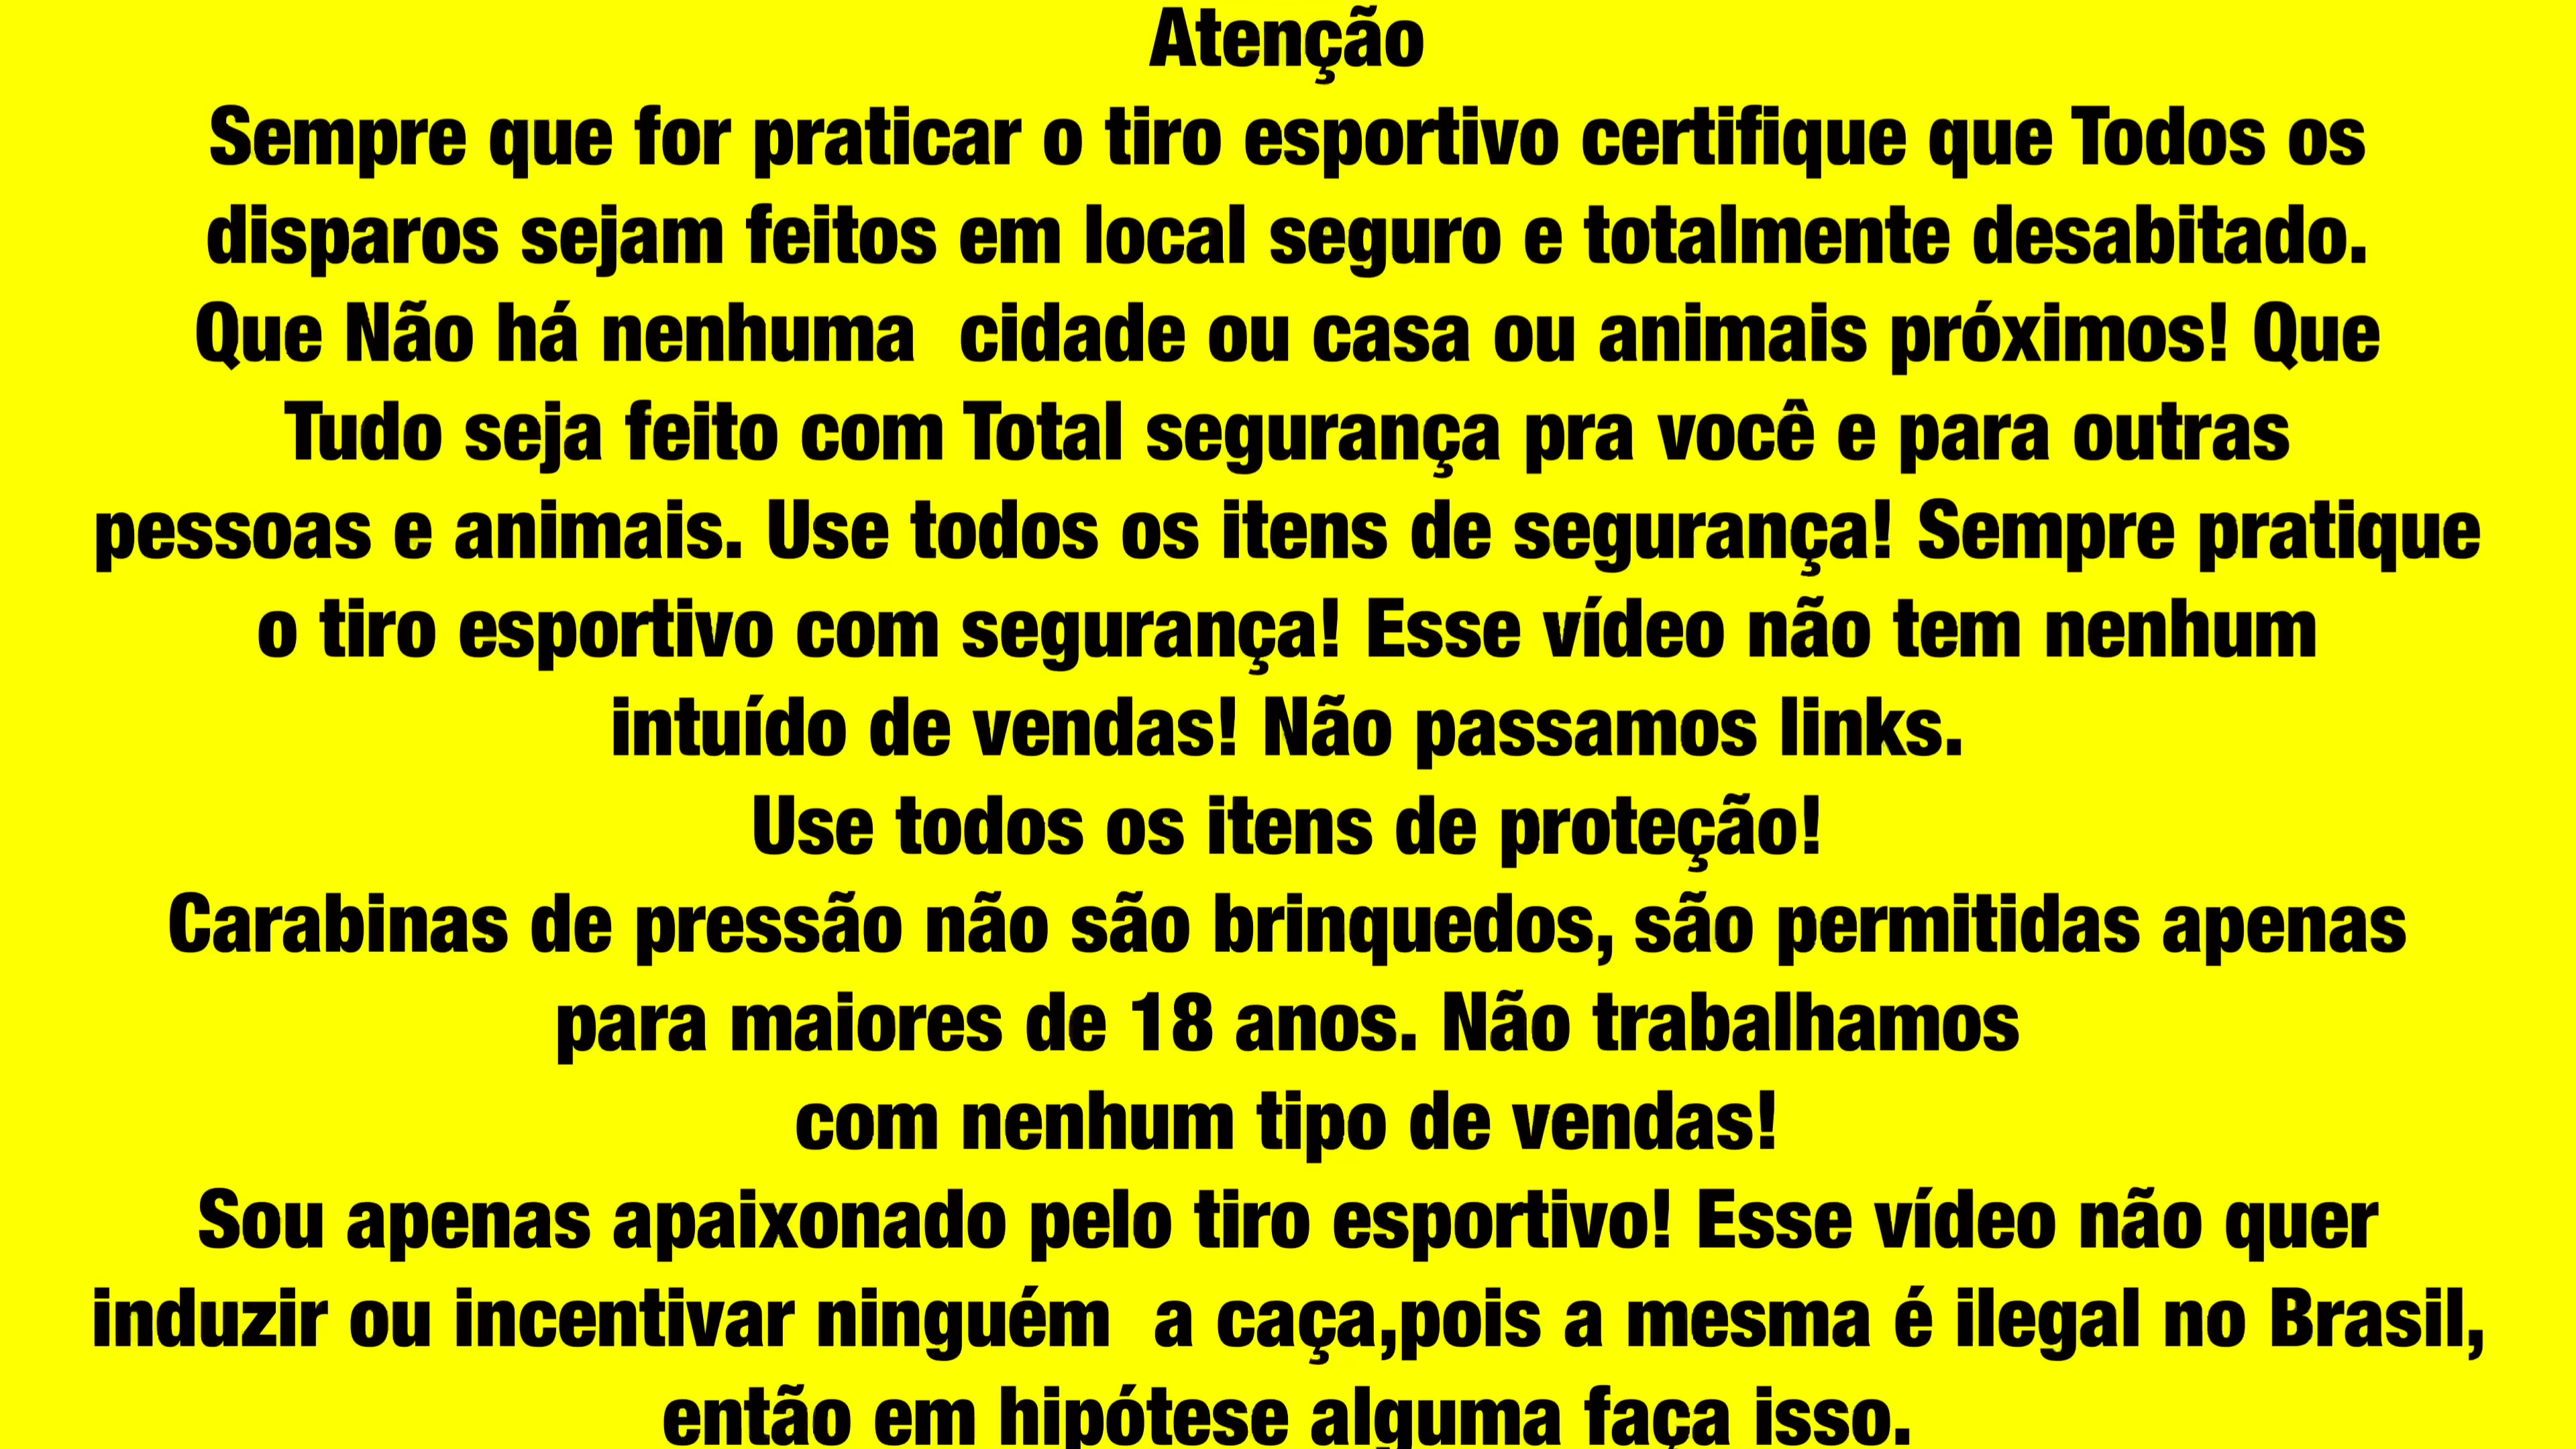 Atenção
Sempre que for praticar o tiro esportivo certifique que Todos os
disparos sejam feitos em local seguro e totalmente desabitado.
Que Não há nenhuma  cidade ou casa ou animais próximos! Que
Tudo seja feito com Total segurança pra você e para outras
pessoas e animais. Use todos os itens de segurança! Sempre pratique
o tiro esportivo com segurança! Esse vídeo não tem nenhum
intuído de vendas! Não passamos links.
Use todos os itens de proteção!
Carabinas de pressão não são brinquedos, são permitidas apenas
para maiores de 18 anos. Não trabalhamos
com nenhum tipo de vendas!
Sou apenas apaixonado pelo tiro esportivo! Esse vídeo não quer
induzir ou incentivar ninguém  a caça,pois a mesma é ilegal no Brasil,
então em hipótese alguma faça isso.